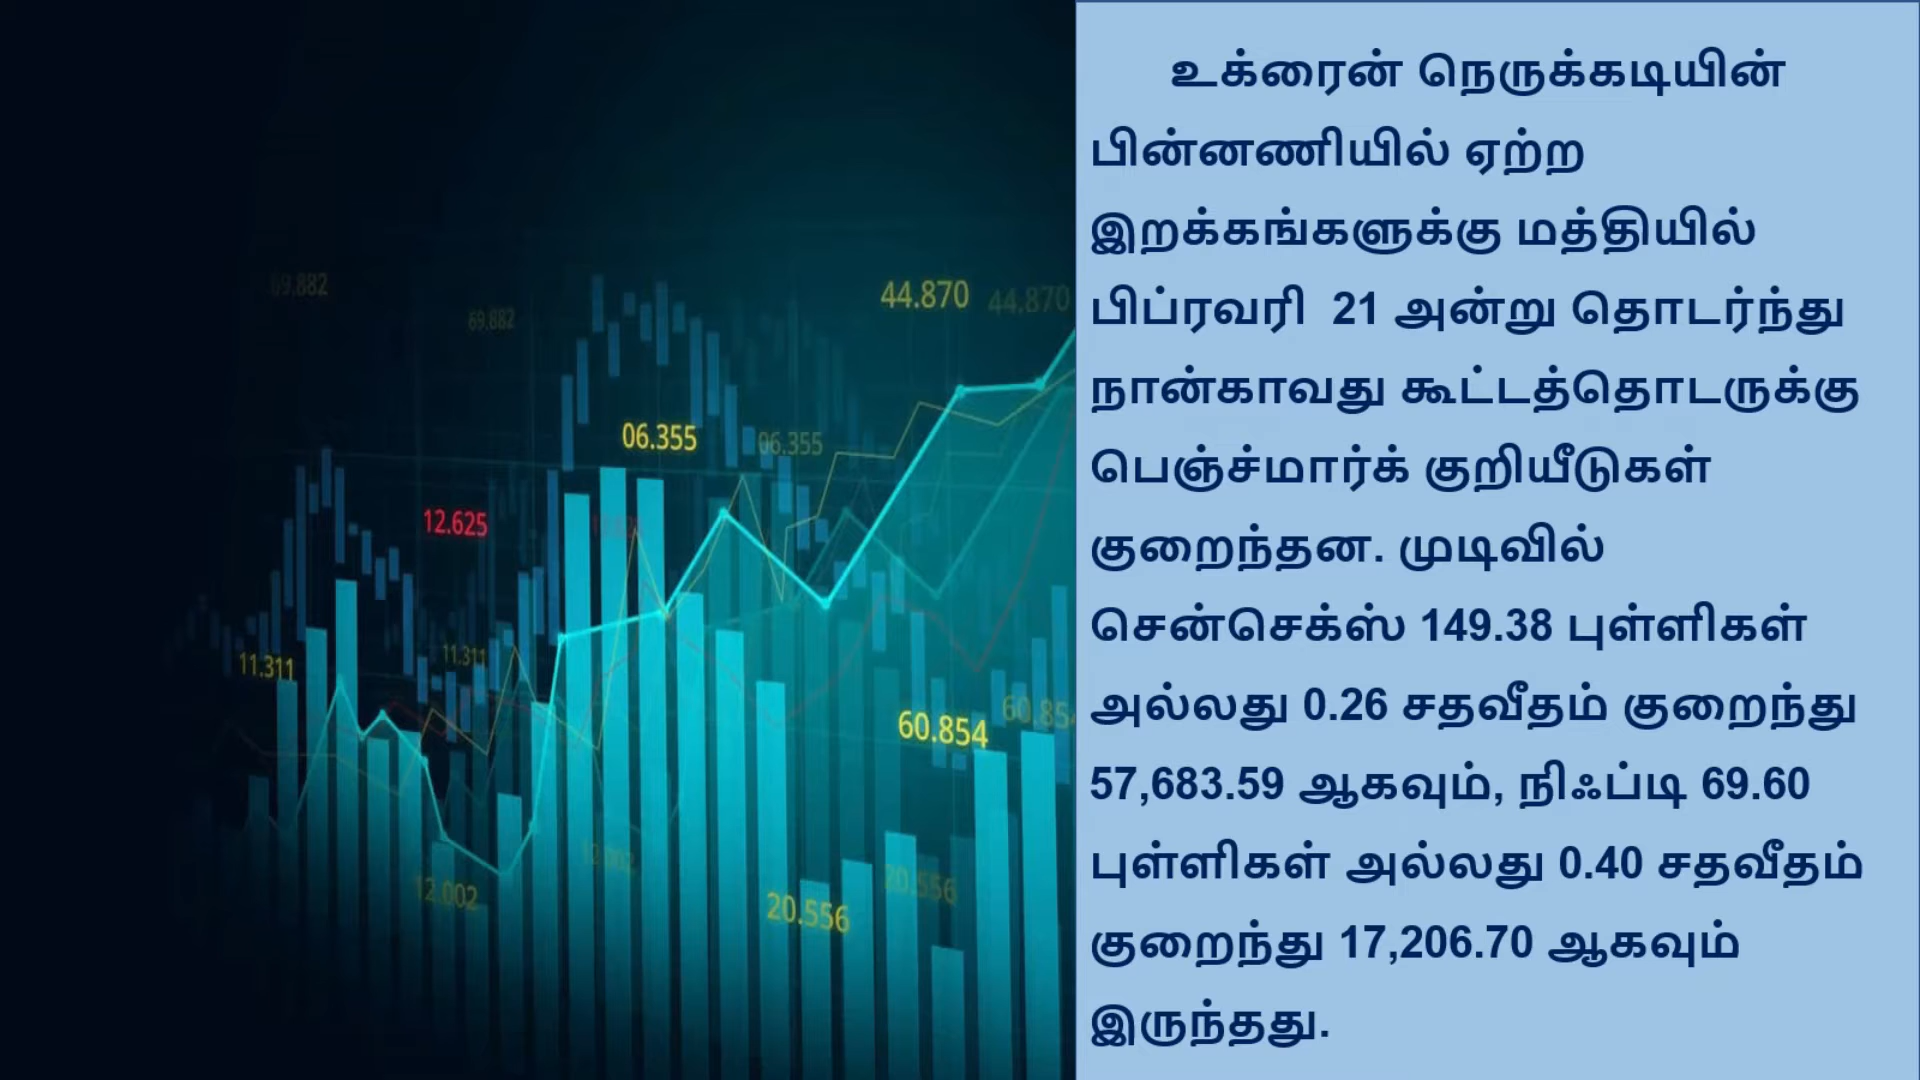 உக்ரைன் நெருக்கடியின்
பின்னணியில் ஏற்ற
இறக்கங்களுக்கு மத்தியில்
பிப்ரவரி 21 அன்று தொடர்ந்து
நான்காவது கூட்டத்தொடருக்கு
பெஞ்ச்மார்க் குறியீடுகள்
குறைந்தன. முடிவில்
சென்செக்ஸ் 149.38 புள்ளிகள்
அல்லது 0.26 சதவீதம் குறைந்து
57,683.59 ஆகவும், நிஃப்டி 69.60
புள்ளிகள் அல்லது 0.40 சதவீதம்
குறைந்து 17,206.70 ஆகவும்
இருந்தது.
69.882
69.882
44.870
44.870
06.355
06.355
12.625
11.311
11.311
60.854
60.854
12.002
12.002
20.556
20.556